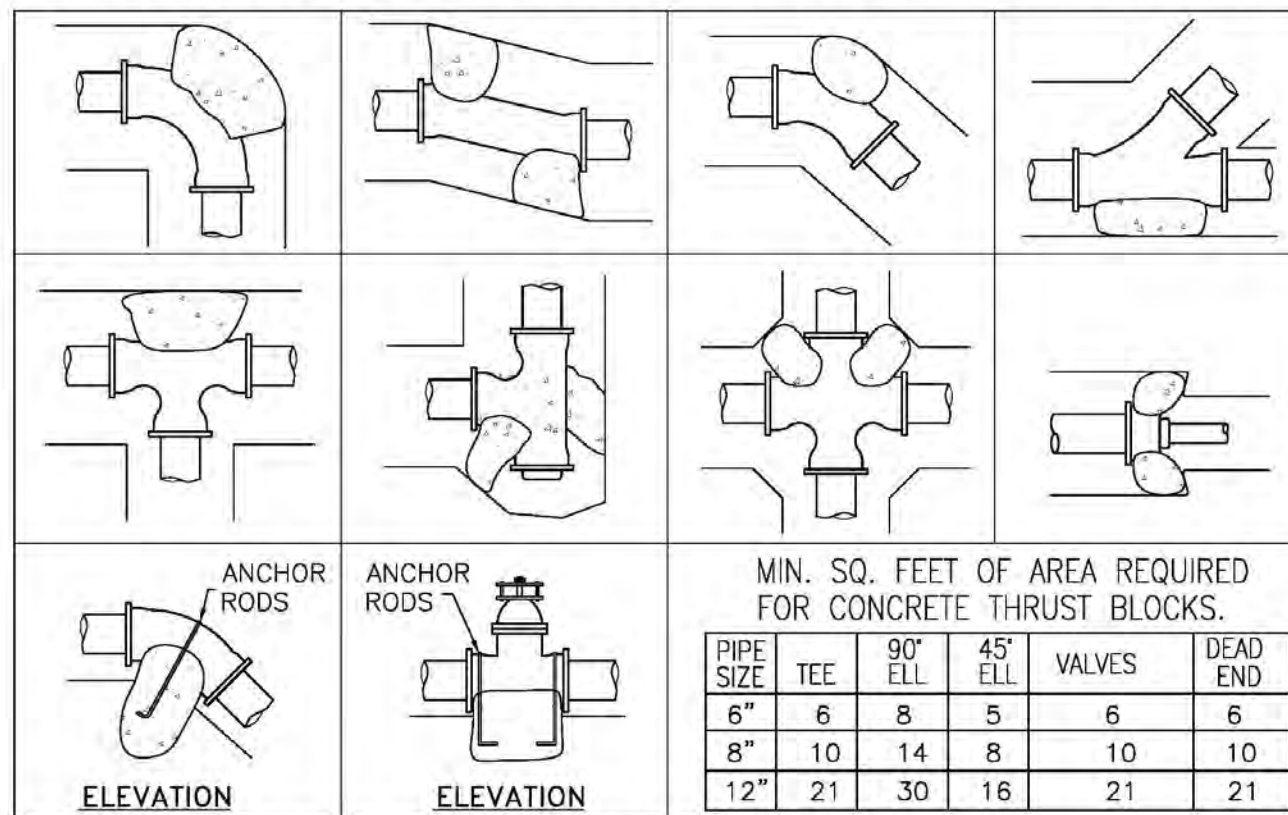 ANCHOR
RODS
ELEVATION
ANCHOR
RODS
ELEVATION
MIN. SQ. FEET OF AREA REQUIRED
FOR CONCRETE THRUST BLOCKS.
PIPE SIZE TEE 90° ELL 45° ELL VALVES DEAD END
6" 6 8 5 6 6
8" 10 14 8 10 10
12" 21 30 16 21 21